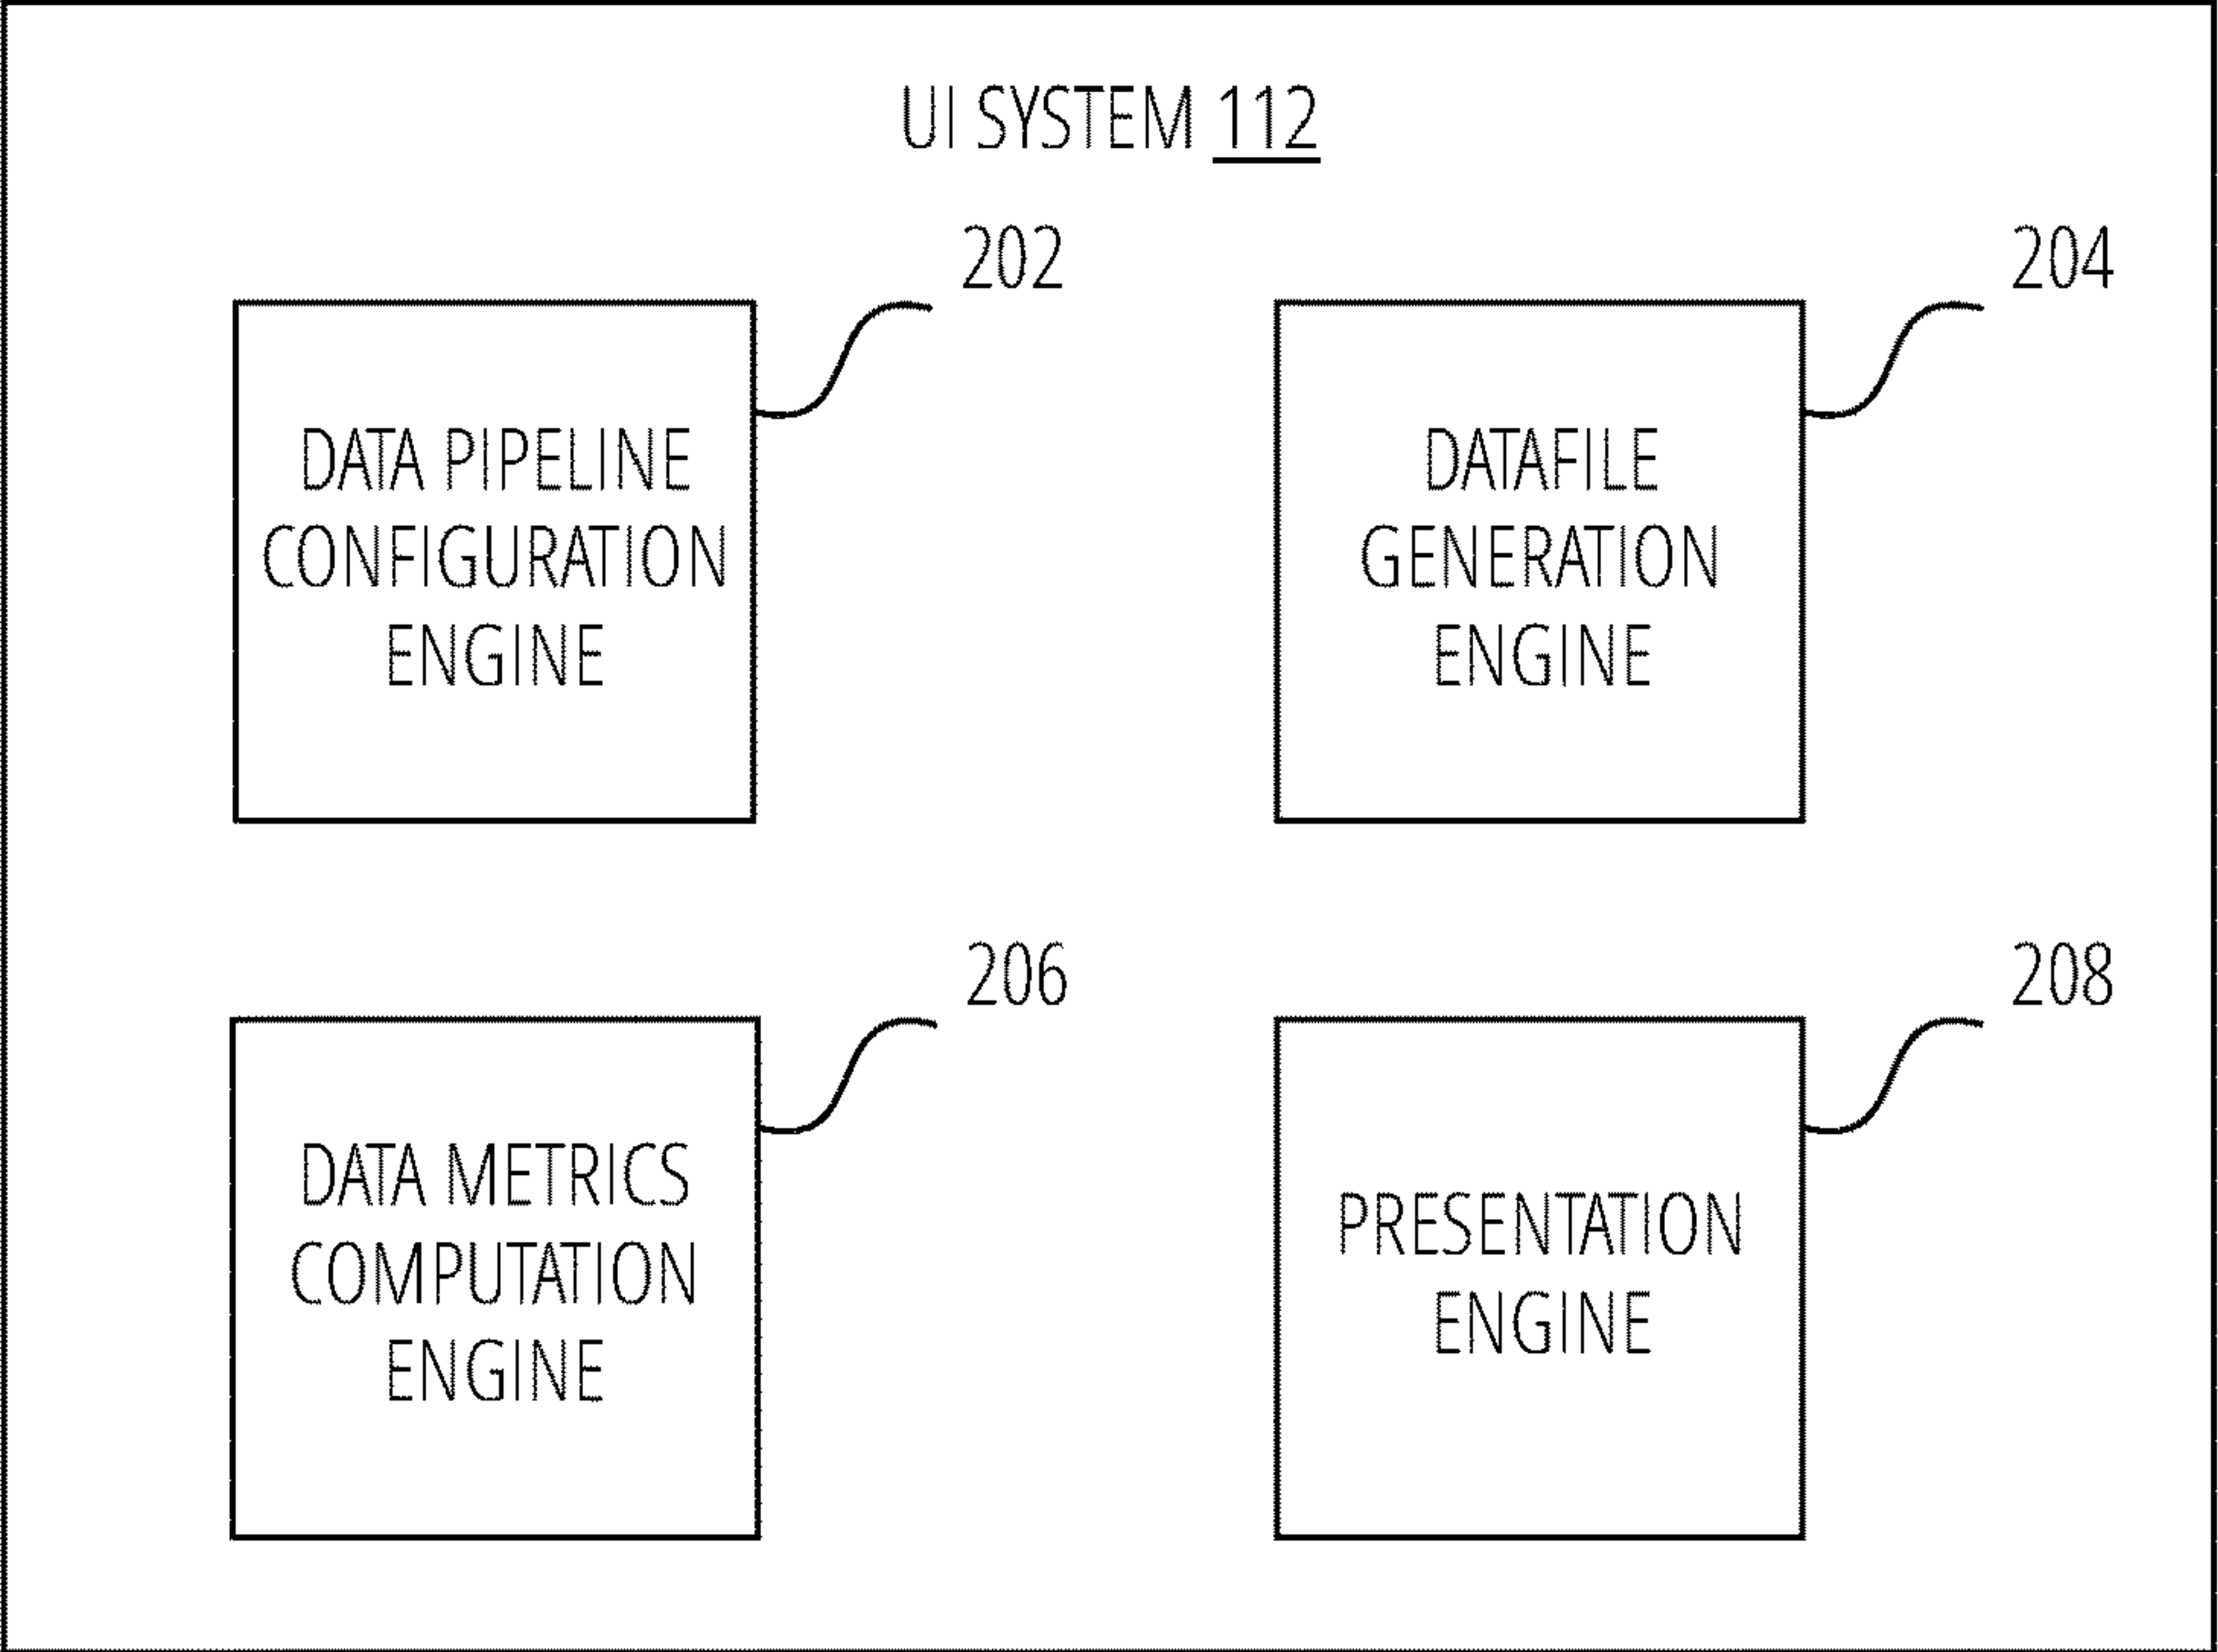 UI SYSTEM 112
202
DATA PIPELINE
CONFIGURATION
ENGINE
204
DATAFILE
GENERATION
ENGINE
206
DATA METRICS
COMPUTATION
ENGINE
208
PRESENTATION
ENGINE